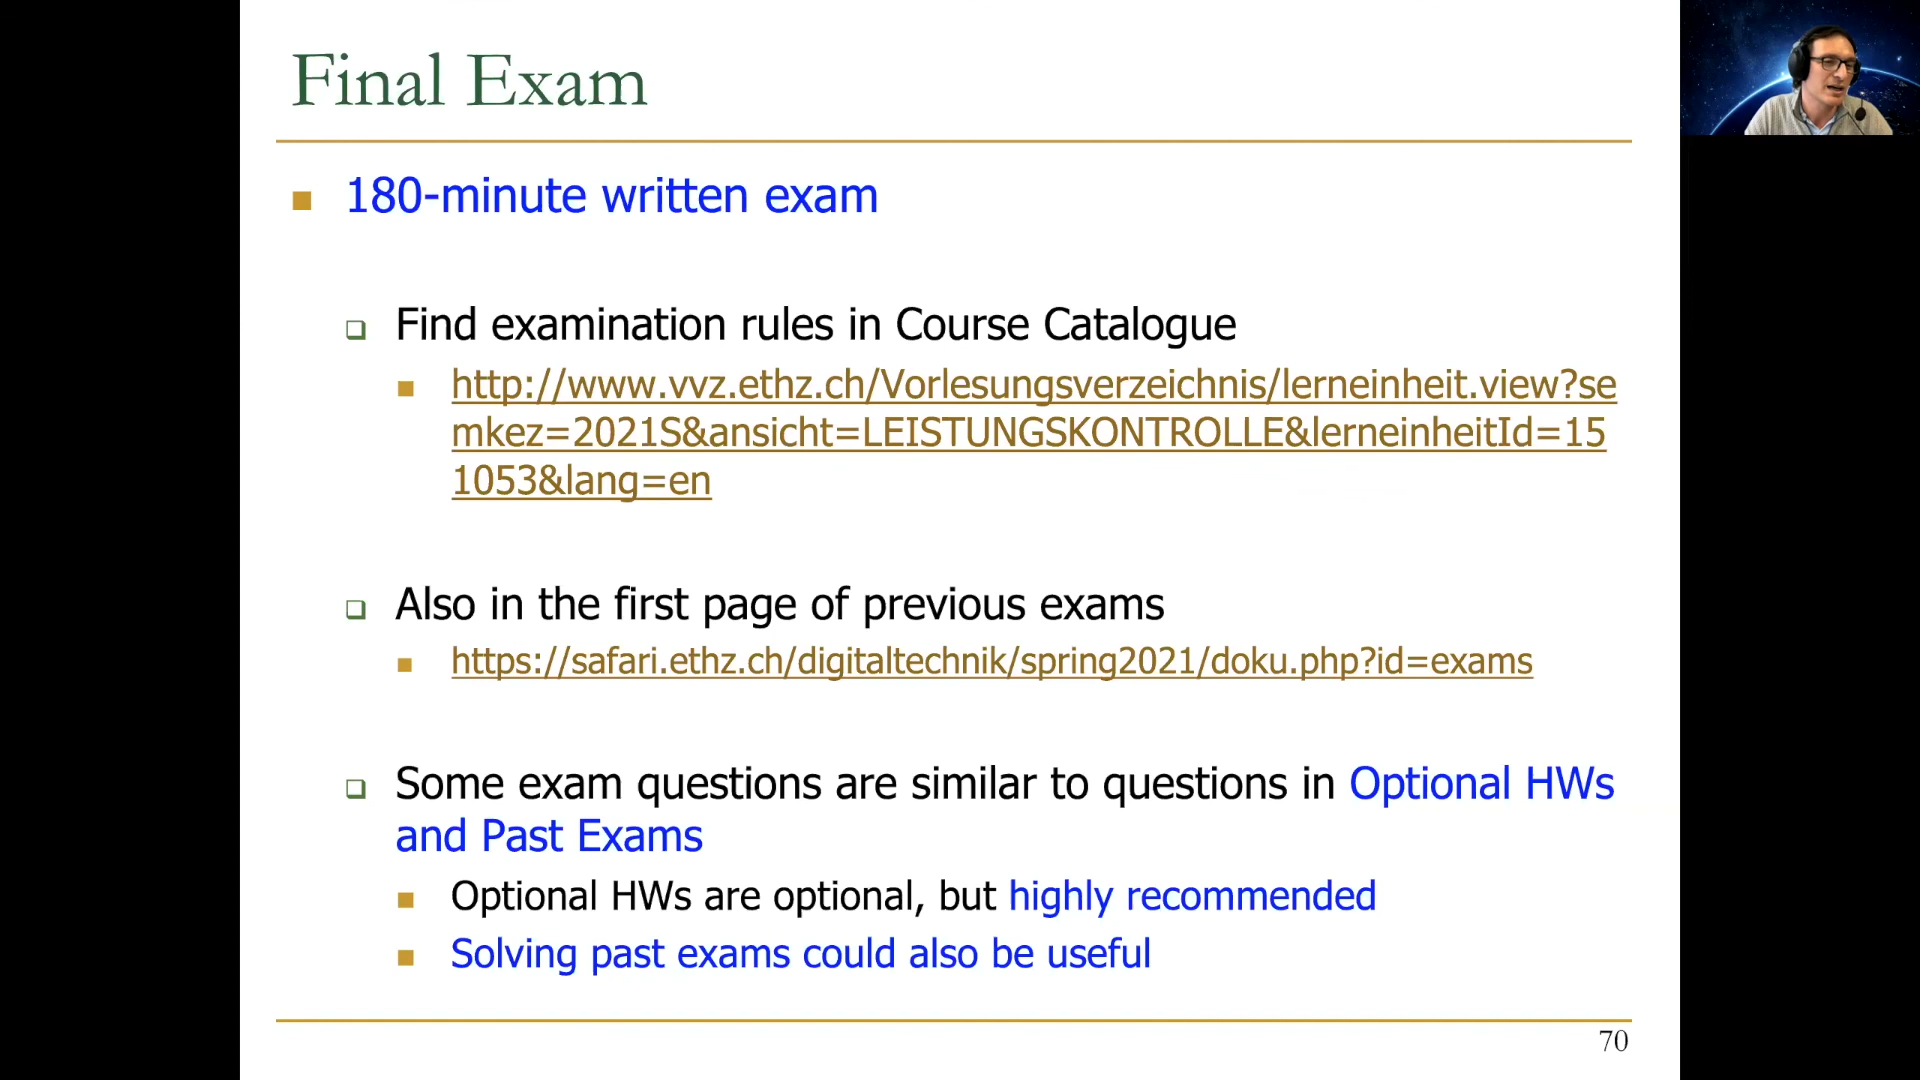 Final Exam
180-minute written exam
Find examination rules in Course Catalogue
http://www.vvz.ethz.ch/Vorlesungsverzeichnis/lerneinheit.view?se
mkez=2021S&ansicht=LEISTUNGSKONTROLLE&lerneinheitId=15
1053&lang=en
Also in the first page of previous exams
https://safari.ethz.ch/digitaltechnik/spring2021/doku.php?id=exams
Some exam questions are similar to questions in Optional HWs
and Past Exams
Optional HWs are optional, but highly recommended
Solving past exams could also be useful
70